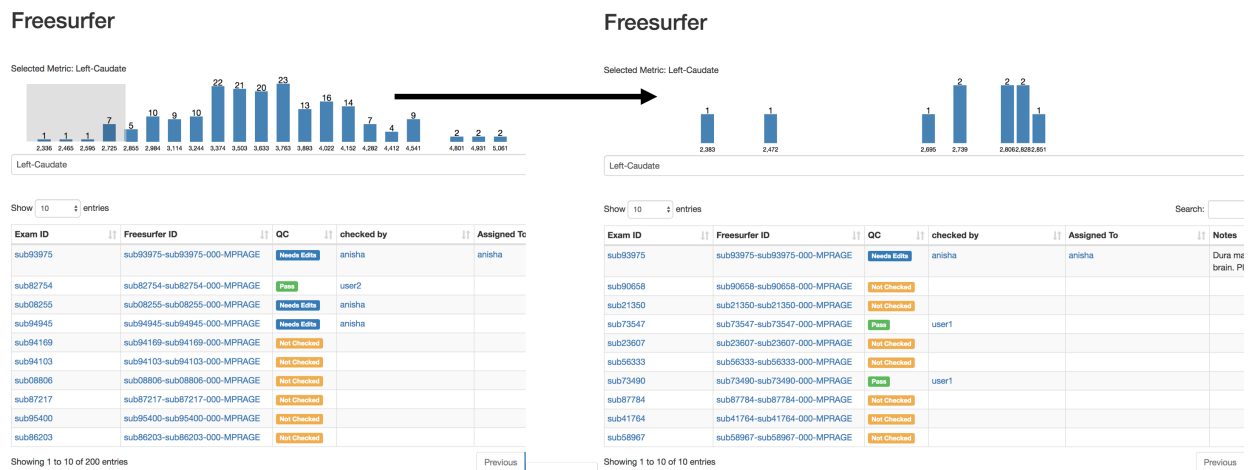 Freesurfer
Selected Metric: Left-Caudate
1 1 1 7 5 10 9 10 22 21 20 23 13 16 14 7 4 9 2 2 2
2,336 2,465 2,595 2,725 2,855 2,984 3,114 3,244 3,374 3,503 3,633 3,763 3,893 4,022 4,152 4,282 4,412 4,541 4,801 4,931 5,061
Left-Caudate
Show 10 entries
Exam ID Freesurfer ID QC checked by Assigned To
sub93975 sub93975-sub93975-000-MPRAGE Needs Edits anisha anisha
sub82754 sub82754-sub82754-000-MPRAGE Pass user2
sub08255 sub08255-sub08255-000-MPRAGE Needs Edits anisha
sub94945 sub94945-sub94945-000-MPRAGE Needs Edits anisha
sub94169 sub94169-sub94169-000-MPRAGE Not Checked
sub94103 sub94103-sub94103-000-MPRAGE Not Checked
sub08806 sub08806-sub08806-000-MPRAGE Not Checked
sub87217 sub87217-sub87217-000-MPRAGE Not Checked
sub95400 sub95400-sub95400-000-MPRAGE Not Checked
sub86203 sub86203-sub86203-000-MPRAGE Not Checked
Showing 1 to 10 of 200 entries Previous
Freesurfer
Selected Metric: Left-Caudate
1 1 1 2 2 2 1
2,383 2,472 2,695 2,739 2,806 2,828 2,851
Left-Caudate
Show 10 entries Search:
Exam ID Freesurfer ID QC checked by Assigned To Notes
sub93975 sub93975-sub93975-000-MPRAGE Needs Edits anisha anisha Dura ma
brain. Pl
sub90658 sub90658-sub90658-000-MPRAGE Not Checked
sub21350 sub21350-sub21350-000-MPRAGE Not Checked
sub73547 sub73547-sub73547-000-MPRAGE Pass user1
sub23607 sub23607-sub23607-000-MPRAGE Not Checked
sub56333 sub56333-sub56333-000-MPRAGE Not Checked
sub73490 sub73490-sub73490-000-MPRAGE Pass user1
sub87784 sub87784-sub87784-000-MPRAGE Not Checked
sub41764 sub41764-sub41764-000-MPRAGE Not Checked
sub58967 sub58967-sub58967-000-MPRAGE Not Checked
Showing 1 to 10 of 10 entries Previous